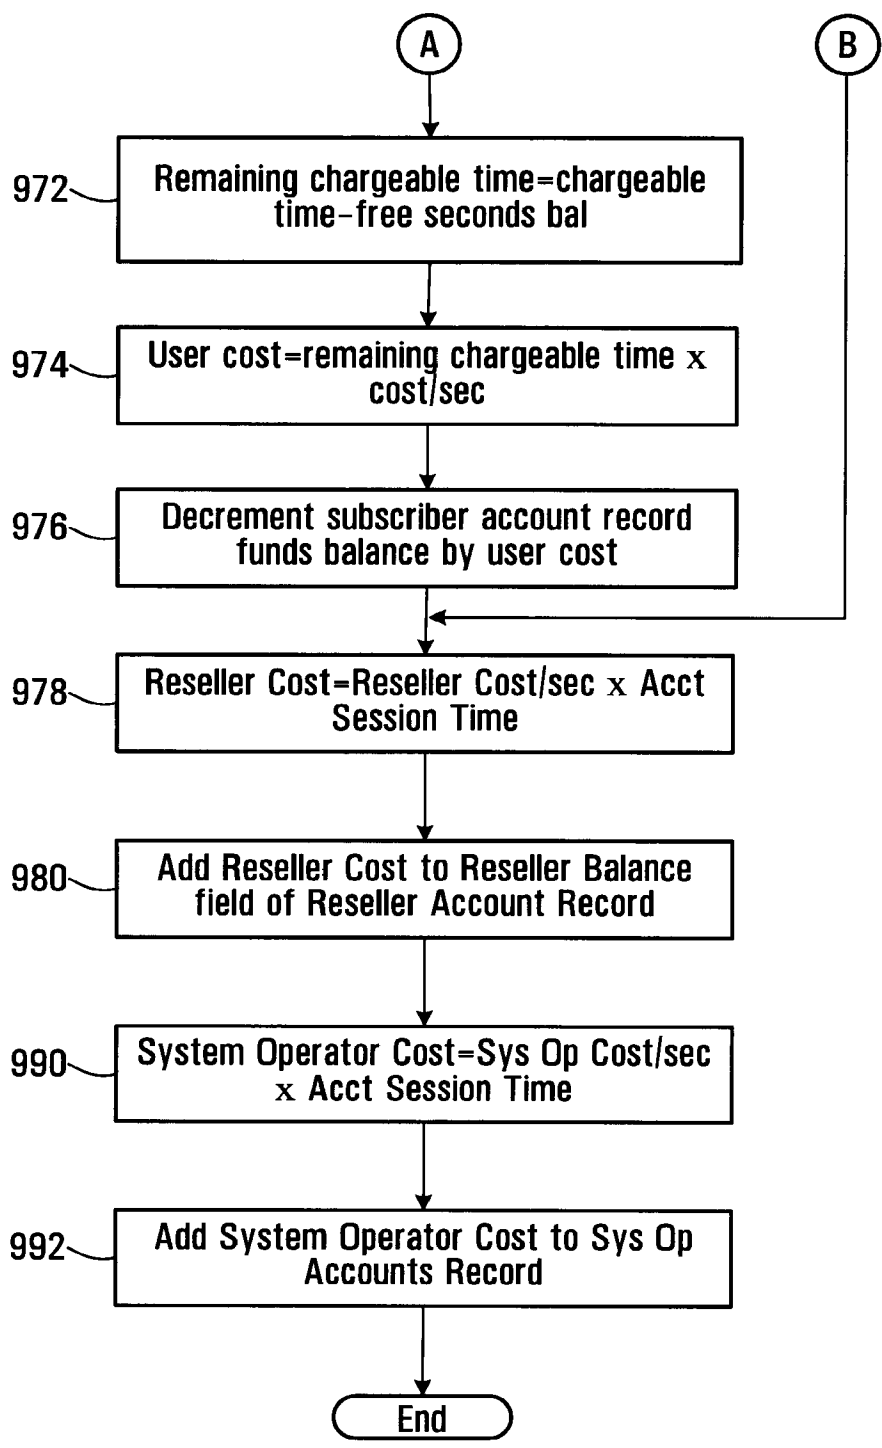 A
B
972
Remaining chargeable time=chargeable
time-free seconds bal
974
User cost=remaining chargeable time x
cost/sec
976
Decrement subscriber account record
funds balance by user cost
978
Reseller Cost=Reseller Cost/sec x Acct
Session Time
980
Add Reseller Cost to Reseller Balance
field of Reseller Account Record
990
System Operator Cost=Sys Op Cost/sec
x Acct Session Time
992
Add System Operator Cost to Sys Op
Accounts Record
End